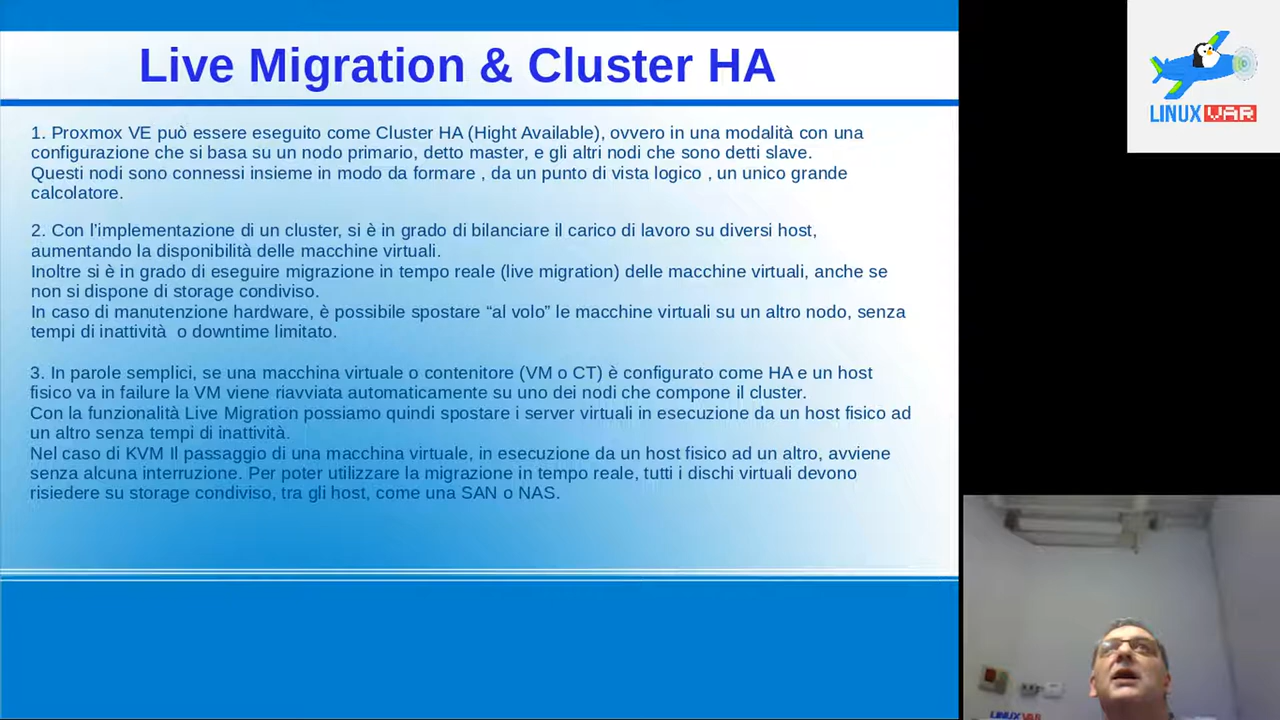 Live Migration & Cluster HA
1. Proxmox VE può essere eseguito come Cluster HA (Hight Available), ovvero in una modalità con una
configurazione che si basa su un nodo primario, detto master, e gli altri nodi che sono detti slave.
Questi nodi sono connessi insieme in modo da formare , da un punto di vista logico , un unico grande
calcolatore.
2. Con l'implementazione di un cluster, si è in grado di bilanciare il carico di lavoro su diversi host,
aumentando la disponibilità delle macchine virtuali.
Inoltre si è in grado di eseguire migrazione in tempo reale (live migration) delle macchine virtuali, anche se
non si dispone di storage condiviso.
In caso di manutenzione hardware, è possibile spostare “al volo” le macchine virtuali su un altro nodo, senza
tempi di inattività  o downtime limitato.
3. In parole semplici, se una macchina virtuale o contenitore (VM o CT) è configurato come HA e un host
fisico va in failure la VM viene riavviata automaticamente su uno dei nodi che compone il cluster.
Con la funzionalità Live Migration possiamo quindi spostare i server virtuali in esecuzione da un host fisico ad
un altro senza tempi di inattività.
Nel caso di KVM Il passaggio di una macchina virtuale, in esecuzione da un host fisico ad un altro, avviene
senza alcuna interruzione. Per poter utilizzare la migrazione in tempo reale, tutti i dischi virtuali devono
risiedere su storage condiviso, tra gli host, come una SAN o NAS.
LINUX VAR
LINUX VAR